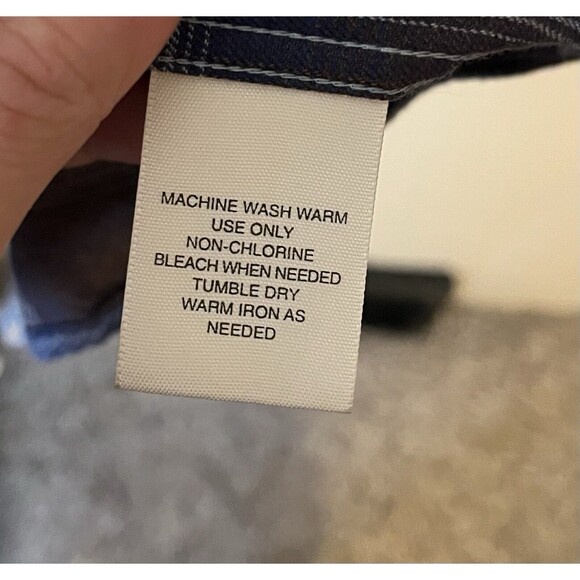 MACHINE WASH WARM
USE ONLY
NON-CHLORINE
BLEACH WHEN NEEDED
TUMBLE DRY
WARM IRON AS
NEEDED